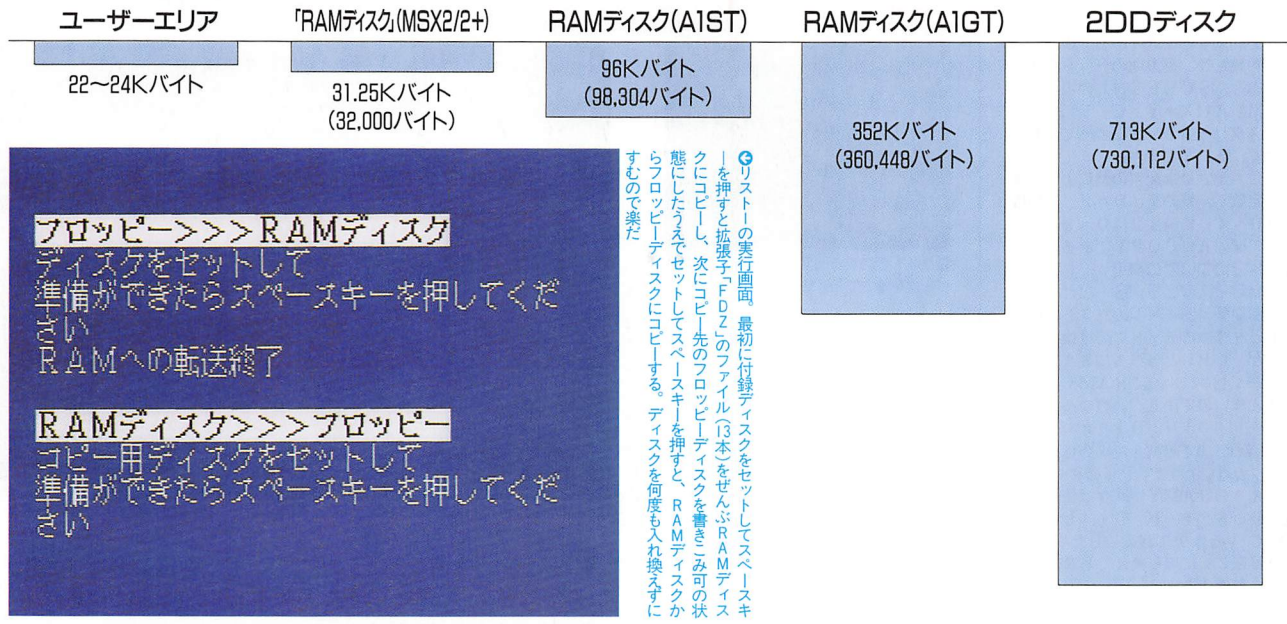 ユーザーエリア
「RAMディスク」(MSX2/2+)
RAMディスク(A1ST)
RAMディスク(A1GT)
2DDディスク
22〜24Kバイト
31.25Kバイト
(32,000バイト)
96Kバイト
(98,304バイト)
352Kバイト
(360,448バイト)
713Kバイト
(730,112バイト)
フロッピー>>>RAMディスク
ディスクをセットして
準備ができたらスペースキーを押してくだ
さい
RAMへの転送終了
RAMディスク>>>フロッピー
コピー用ディスクをセットして
準備ができたらスペースキーを押してくだ
さい
リスト1の実行画面。最初に付録ディスクをセットしてスペースキ
ーを押すと拡張子「FDZ」のファイル(13本)をぜんぶRAMディス
クにコピーし、次にコピー先のフロッピーディスクを書きこみ可の状
態にしたうえでセットしてスペースキーを押すと、RAMディスクか
らフロッピーディスクにコピーする。ディスクを何度も入れ換えずに
すむので楽だ